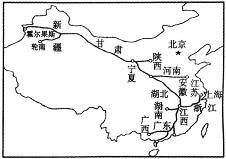 新
疆
霍尔果斯
轮南
甘
肃
北京
宁夏
陕西
河南
安徽
江苏
上海
浙江
湖北
湖南
江西
广西
广东